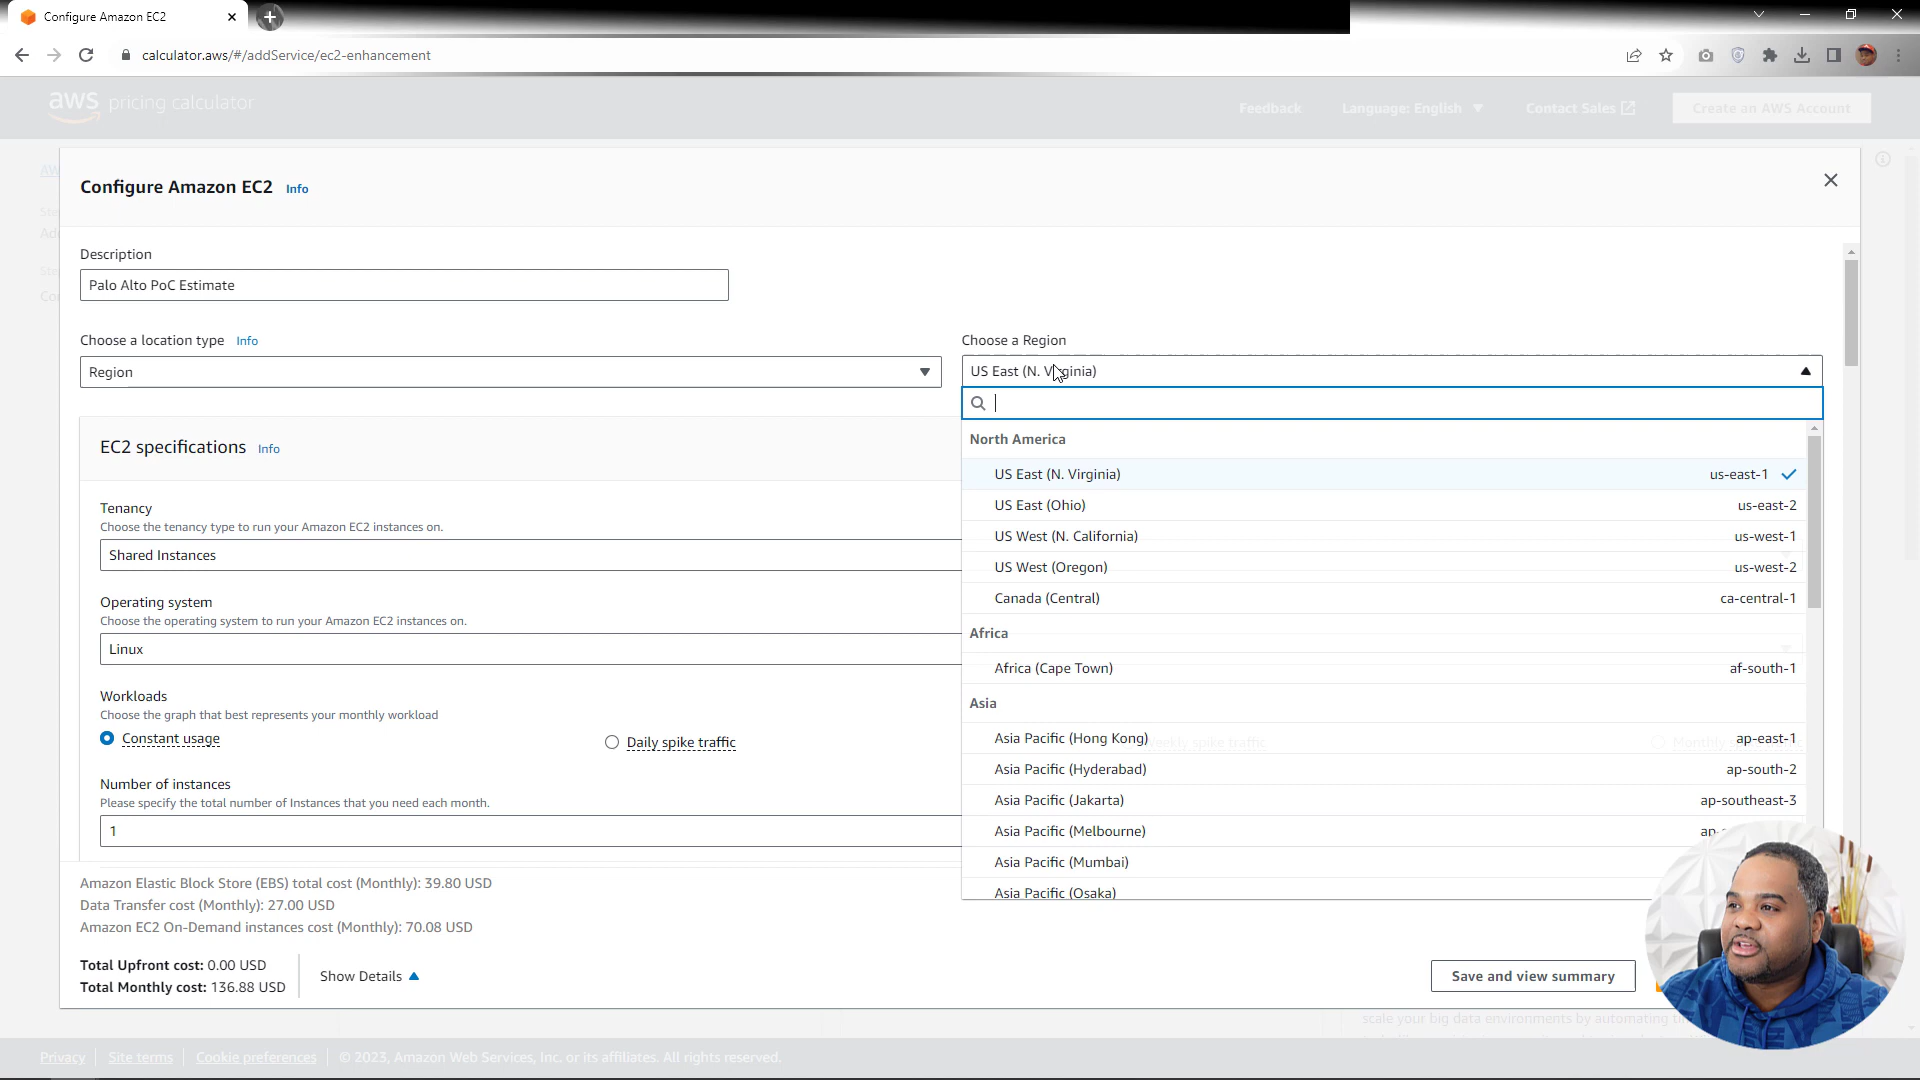 Configure Amazon EC2
calculator.aws/#/addService/ec2-enhancement
aws pricing calculator
Feedback
Language: English
Contact Sales
Create an AWS Account
AW
Configure Amazon EC2 Info
Description
Palo Alto PoC Estimate
Choose a location type Info
Region
Choose a Region
US East (N. Virginia)
EC2 specifications Info
Tenancy
Choose the tenancy type to run your Amazon EC2 instances on.
Shared Instances
Operating system
Choose the operating system to run your Amazon EC2 instances on.
Linux
Workloads
Choose the graph that best represents your monthly workload
Constant usage
Daily spike traffic
Number of instances
Please specify the total number of Instances that you need each month.
1
North America
US East (N. Virginia) us-east-1
US East (Ohio) us-east-2
US West (N. California) us-west-1
US West (Oregon) us-west-2
Canada (Central) ca-central-1
Africa
Africa (Cape Town) af-south-1
Asia
Asia Pacific (Hong Kong) ap-east-1
Asia Pacific (Hyderabad) ap-south-2
Asia Pacific (Jakarta) ap-southeast-3
Asia Pacific (Melbourne) ap-
Asia Pacific (Mumbai)
Asia Pacific (Osaka)
Amazon Elastic Block Store (EBS) total cost (Monthly): 39.80 USD
Data Transfer cost (Monthly): 27.00 USD
Amazon EC2 On-Demand instances cost (Monthly): 70.08 USD
Total Upfront cost: 0.00 USD
Total Monthly cost: 136.88 USD
Show Details
Save and view summary
scale your big data environments by automating
Privacy
Site terms
Cookie preferences
© 2023, Amazon Web Services, Inc. or its affiliates. All rights reserved.